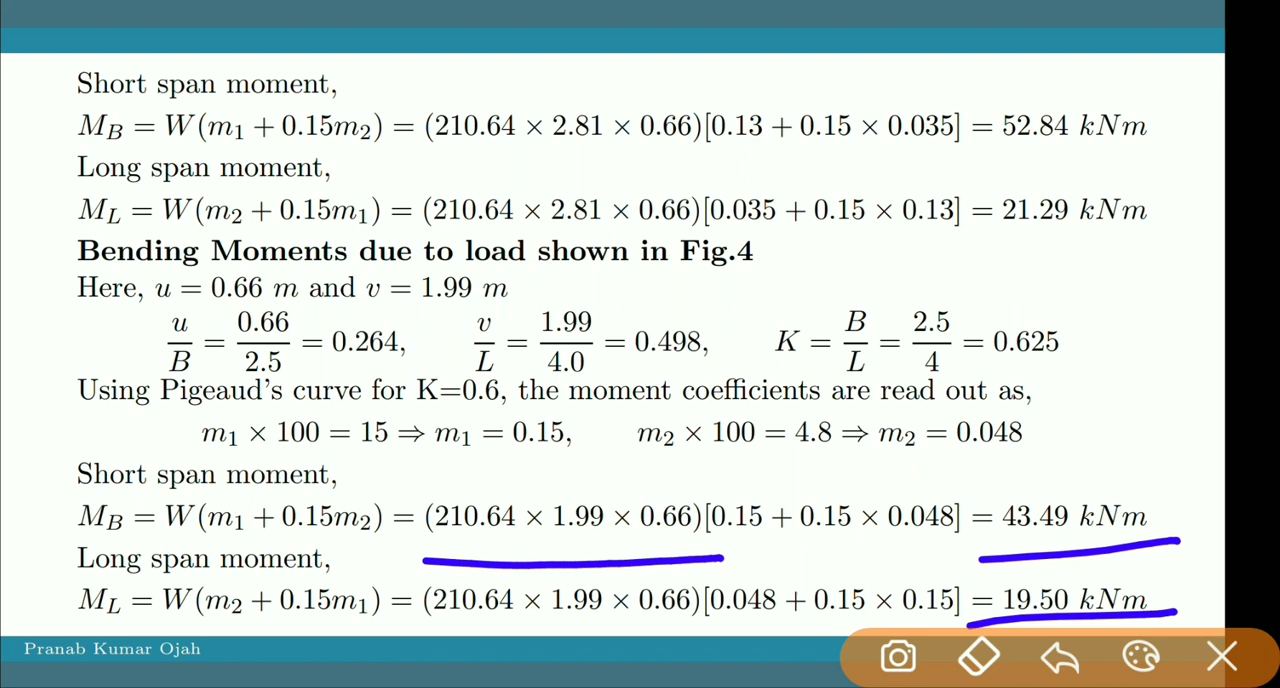 Short span moment,
M_B = W(m_1 + 0.15m_2) = (210.64 × 2.81 × 0.66)[0.13 + 0.15 × 0.035] = 52.84 kNm
Long span moment,
M_L = W(m_2 + 0.15m_1) = (210.64 × 2.81 × 0.66)[0.035 + 0.15 × 0.13] = 21.29 kNm
Bending Moments due to load shown in Fig.4
Here, u = 0.66 m and v = 1.99 m
u/B = 0.66/2.5 = 0.264, v/L = 1.99/4.0 = 0.498, K = B/L = 2.5/4 = 0.625
Using Pigeaud's curve for K=0.6, the moment coefficients are read out as,
m_1 × 100 = 15 ⇒ m_1 = 0.15, m_2 × 100 = 4.8 ⇒ m_2 = 0.048
Short span moment,
M_B = W(m_1 + 0.15m_2) = (210.64 × 1.99 × 0.66)[0.15 + 0.15 × 0.048] = 43.49 kNm
Long span moment,
M_L = W(m_2 + 0.15m_1) = (210.64 × 1.99 × 0.66)[0.048 + 0.15 × 0.15] = 19.50 kNm
Pranab Kumar Ojah